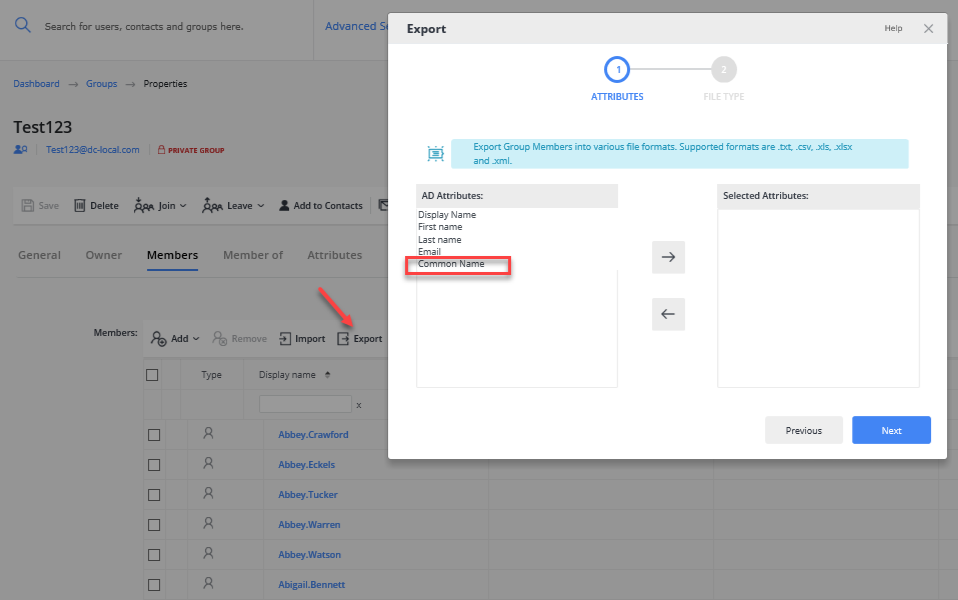 Search for users, contacts and groups here.
Advanced Se
Dashboard → Groups → Properties
Test123
Test123@dc-local.com
PRIVATE GROUP
Save Delete Join Leave Add to Contacts
General Owner Members Member of Attributes
Members: Add Remove Import Export
Type Display name
x
Abbey.Crawford
Abbey.Eckels
Abbey.Tucker
Abbey.Warren
Abbey.Watson
Abigail.Bennett
Export
Help
1 2
ATTRIBUTES FILE TYPE
Export Group Members into various file formats. Supported formats are .txt, .csv, .xls, .xlsx
and .xml.
AD Attributes:
Display Name
First name
Last name
Email
Common Name
Selected Attributes:
Previous Next